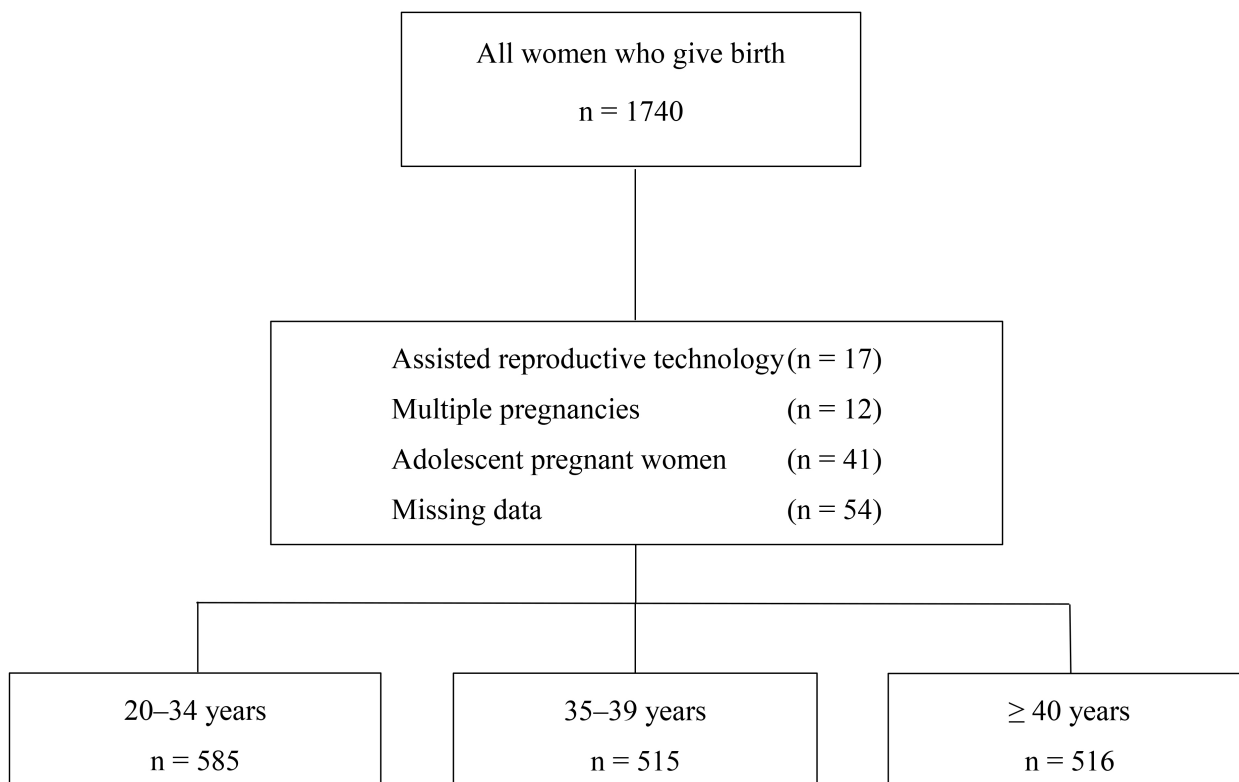 All women who give birth
n = 1740
Assisted reproductive technology (n = 17)
Multiple pregnancies (n = 12)
Adolescent pregnant women (n = 41)
Missing data (n = 54)
20–34 years
n = 585
35–39 years
n = 515
≥ 40 years
n = 516